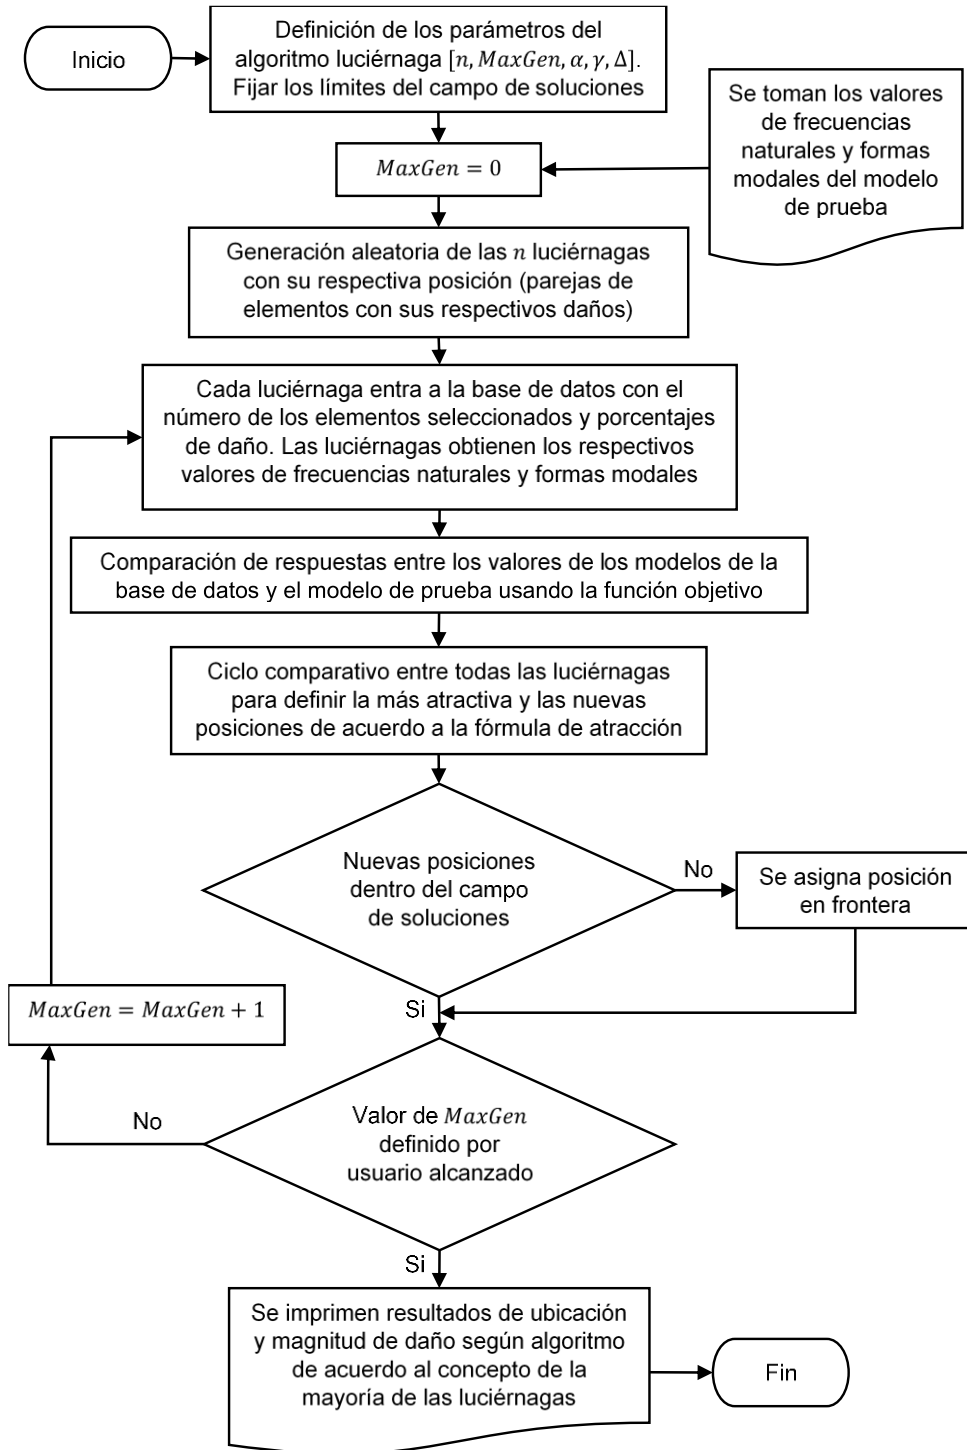 Inicio
Definición de los parámetros del
algoritmo luciérnaga [n, MaxGen, α, γ, Δ].
Fijar los límites del campo de soluciones
Se toman los valores
de frecuencias
naturales y formas
modales del modelo
de prueba
MaxGen = 0
Generación aleatoria de las n luciérnagas
con su respectiva posición (parejas de
elementos con sus respectivos daños)
Cada luciérnaga entra a la base de datos con el
número de los elementos seleccionados y porcentajes
de daño. Las luciérnagas obtienen los respectivos
valores de frecuencias naturales y formas modales
Comparación de respuestas entre los valores de los modelos de la
base de datos y el modelo de prueba usando la función objetivo
Ciclo comparativo entre todas las luciérnagas
para definir la más atractiva y las nuevas
posiciones de acuerdo a la fórmula de atracción
Nuevas posiciones
dentro del campo
de soluciones
No
Se asigna posición
en frontera
Si
MaxGen = MaxGen + 1
No
Valor de MaxGen
definido por
usuario alcanzado
Si
Se imprimen resultados de ubicación
y magnitud de daño según algoritmo
de acuerdo al concepto de la
mayoría de las luciérnagas
Fin